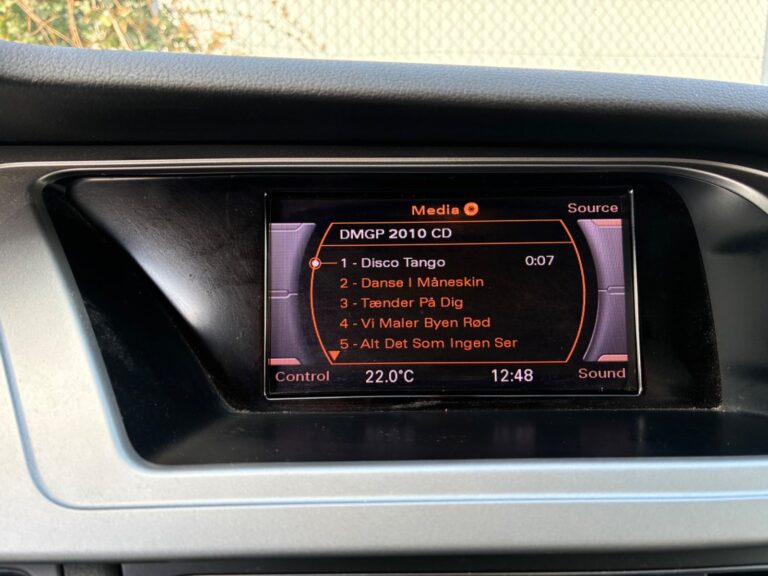 Media
Source
DMGP 2010 CD
1 - Disco Tango 0:07
2 - Danse I Måneskin
3 - Tænder På Dig
4 - Vi Maler Byen Rød
5 - Alt Det Som Ingen Ser
Control 22.0°C 12:48 Sound